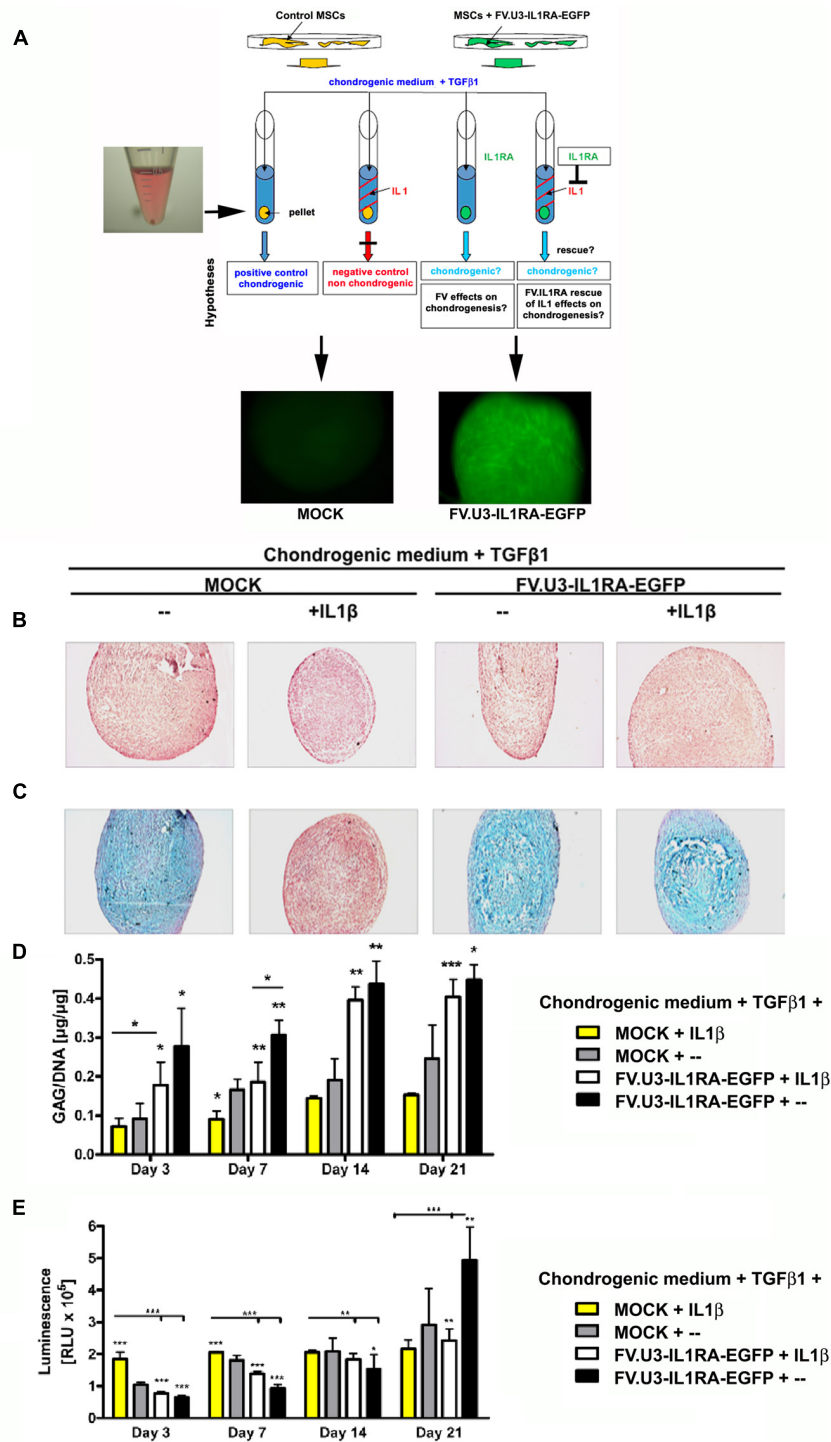 A
Control MSCs
MSCs + FV.U3-IL1RA-EGFP
chondrogenic medium + TGFβ1
IL1RA
IL1RA
IL 1
IL 1
pellet
rescue?
Hypotheses
positive control
chondrogenic
negative control
non chondrogenic
chondrogenic?
chondrogenic?
FV effects on
chondrogenesis?
FV.IL1RA rescue
of IL1 effects on
chondrogenesis?
MOCK
FV.U3-IL1RA-EGFP
Chondrogenic medium + TGFβ1
MOCK
FV.U3-IL1RA-EGFP
--
+IL1β
--
+IL1β
B
C
D
GAG/DNA [µg/µg]
0.5
0.4
0.3
0.2
0.1
0.0
*
*
*
*
**
*
**
**
**
***
*
Day 3
Day 7
Day 14
Day 21
Chondrogenic medium + TGFβ1 +
MOCK + IL1β
MOCK + --
FV.U3-IL1RA-EGFP + IL1β
FV.U3-IL1RA-EGFP + --
E
Luminescence
[RLU x 10⁶]
6
5
4
3
2
1
0
***
***
***
***
***
***
***
***
**
*
***
**
**
Day 3
Day 7
Day 14
Day 21
Chondrogenic medium + TGFβ1 +
MOCK + IL1β
MOCK + --
FV.U3-IL1RA-EGFP + IL1β
FV.U3-IL1RA-EGFP + --